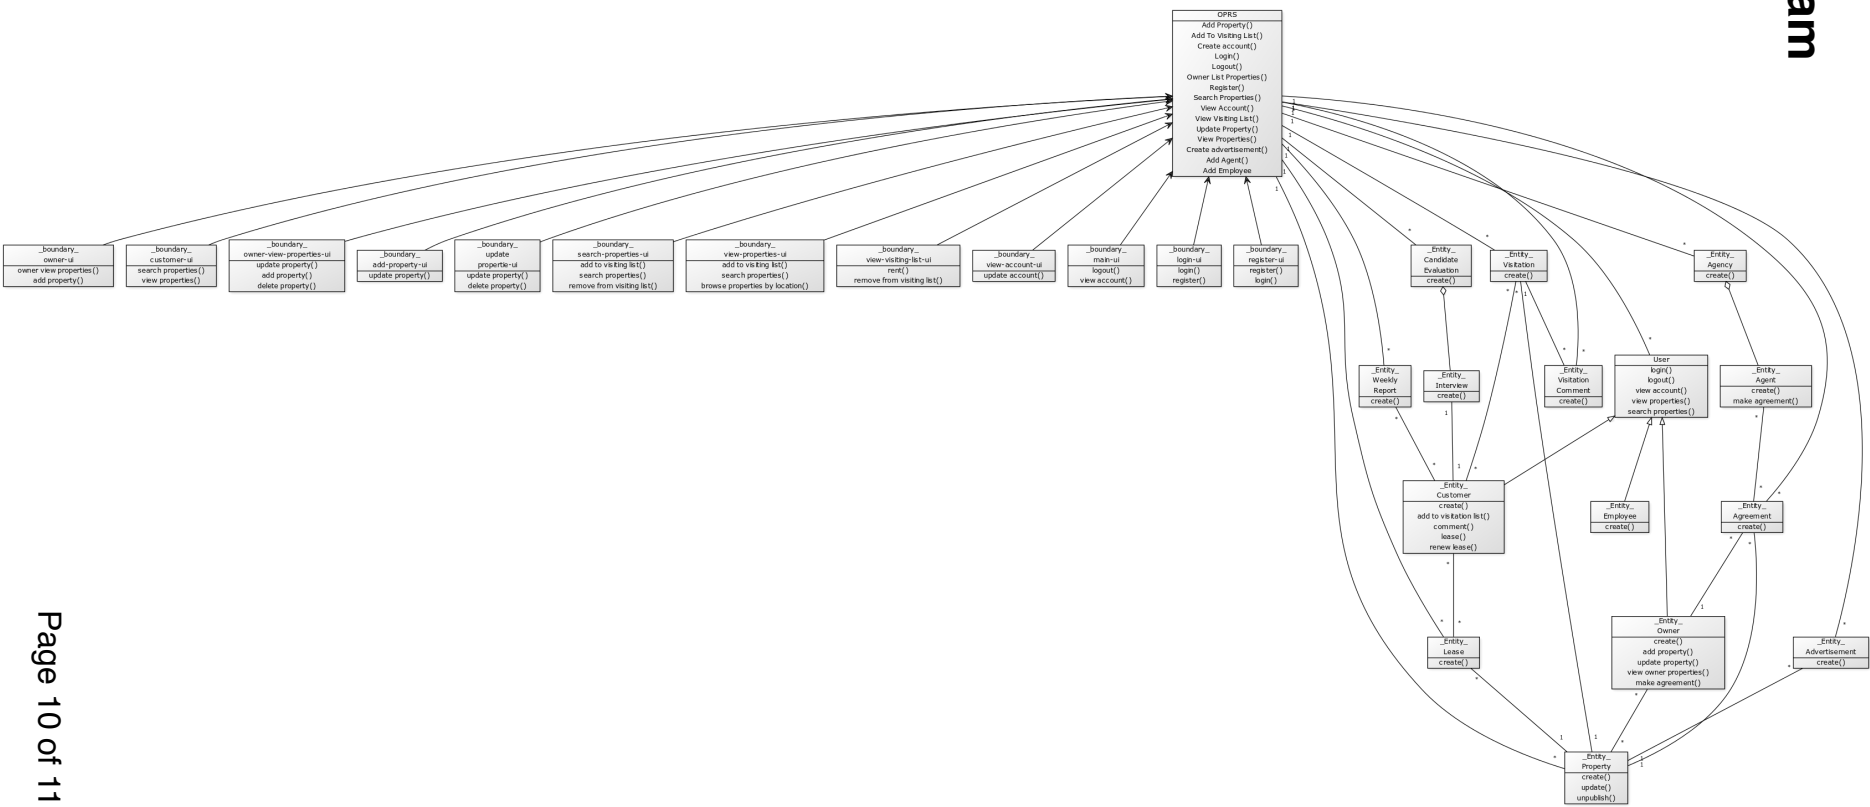 am
OPRS
Add Property()
Add To Visiting List()
Create account()
Login()
Logout()
Owner List Properties()
Register()
Search Properties()
View Account()
View Visiting List()
Update Property()
View Properties()
Create advertisement()
Add Agent()
Add Employee
_boundary_
owner-ui
owner view properties()
add property()
_boundary_
customer-ui
search properties()
view properties()
_boundary_
owner-view-properties-ui
update property()
add property()
delete property()
_boundary_
add-property-ui
update property()
_boundary_
update
propertie-ui
update property()
delete property()
_boundary_
search-properties-ui
add to visiting list()
search properties()
remove from visiting list()
_boundary_
view-properties-ui
add to visiting list()
search properties()
browse properties by location()
_boundary_
view-visiting-list-ui
rent()
remove from visiting list()
_boundary_
view-account-ui
update account()
_boundary_
main-ui
logout()
view account()
_boundary_
login-ui
login()
register()
_boundary_
register-ui
register()
login()
_Entity_
Candidate
Evaluation
create()
_Entity_
Visitation
create()
_Entity_
Agency
create()
_Entity_
Weekly
Report
create()
_Entity_
Interview
create()
_Entity_
Visitation
Comment
create()
User
login()
logout()
view account()
view properties()
search properties()
_Entity_
Agent
create()
make agreement()
_Entity_
Customer
create()
add to visitation list()
comment()
lease()
renew lease()
_Entity_
Employee
create()
_Entity_
Agreement
create()
_Entity_
Lease
create()
_Entity_
Owner
create()
add property()
update property()
view owner properties()
make agreement()
_Entity_
Advertisement
create()
_Entity_
Property
create()
update()
unpublish()
Page 10 of 11